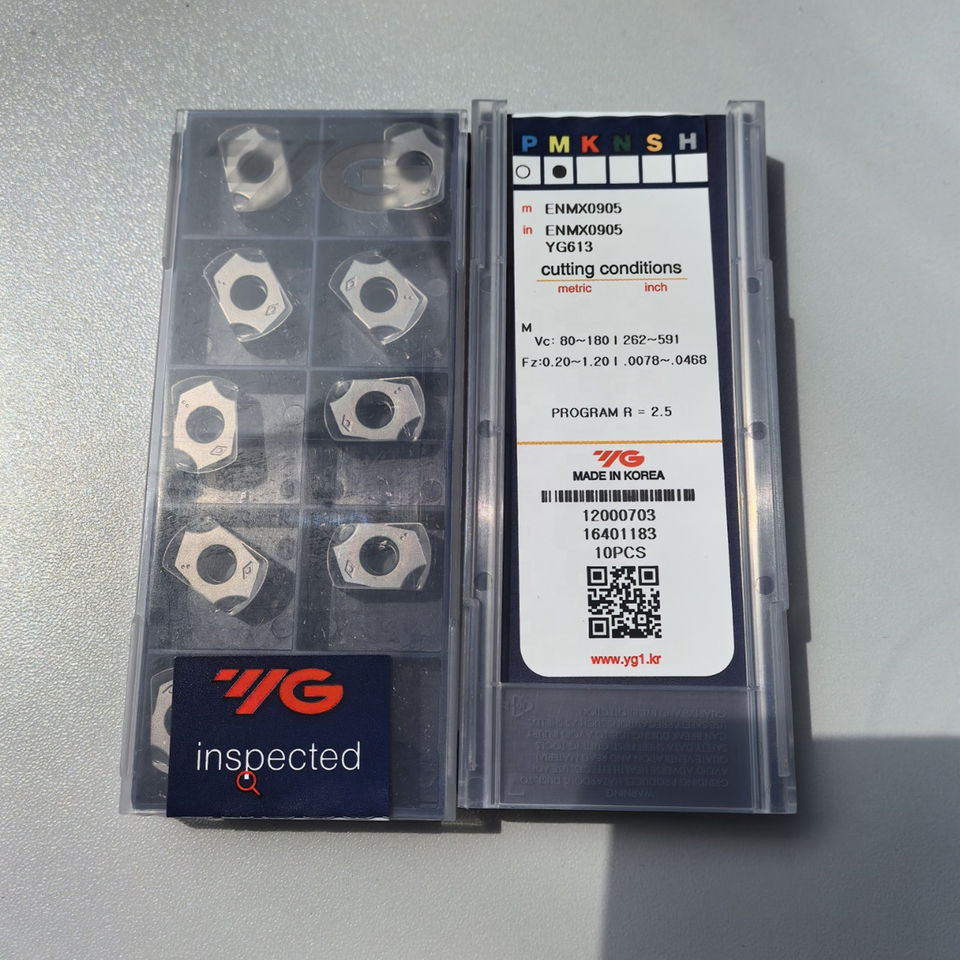 YG
inspected
P M K N S H
m ENMX0905
in ENMX0905
YG613
cutting conditions
metric inch
M
Vc: 80~180 I 262~591
Fz:0.20~1.20 I .0078~.0468
PROGRAM R = 2.5
YG
MADE IN KOREA
12000703
16401183
10PCS
www.yg1.kr
WARNING